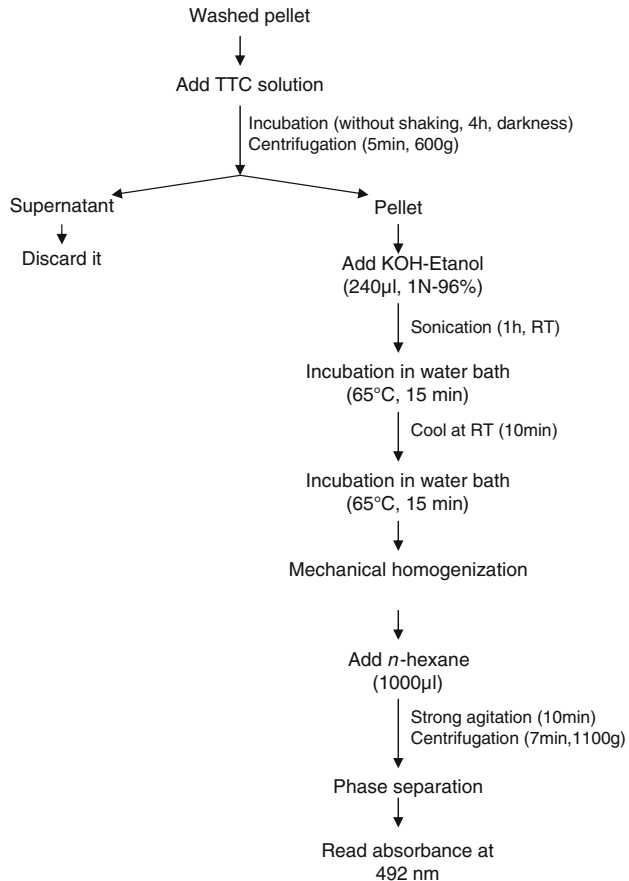 Washed pellet
Add TTC solution
Incubation (without shaking, 4h, darkness)
Centrifugation (5min, 600g)
Supernatant
Pellet
Discard it
Add KOH-Etanol
(240µl, 1N-96%)
Sonication (1h, RT)
Incubation in water bath
(65°C, 15 min)
Cool at RT (10min)
Incubation in water bath
(65°C, 15 min)
Mechanical homogenization
Add n-hexane
(1000µl)
Strong agitation (10min)
Centrifugation (7min,1100g)
Phase separation
Read absorbance at
492 nm